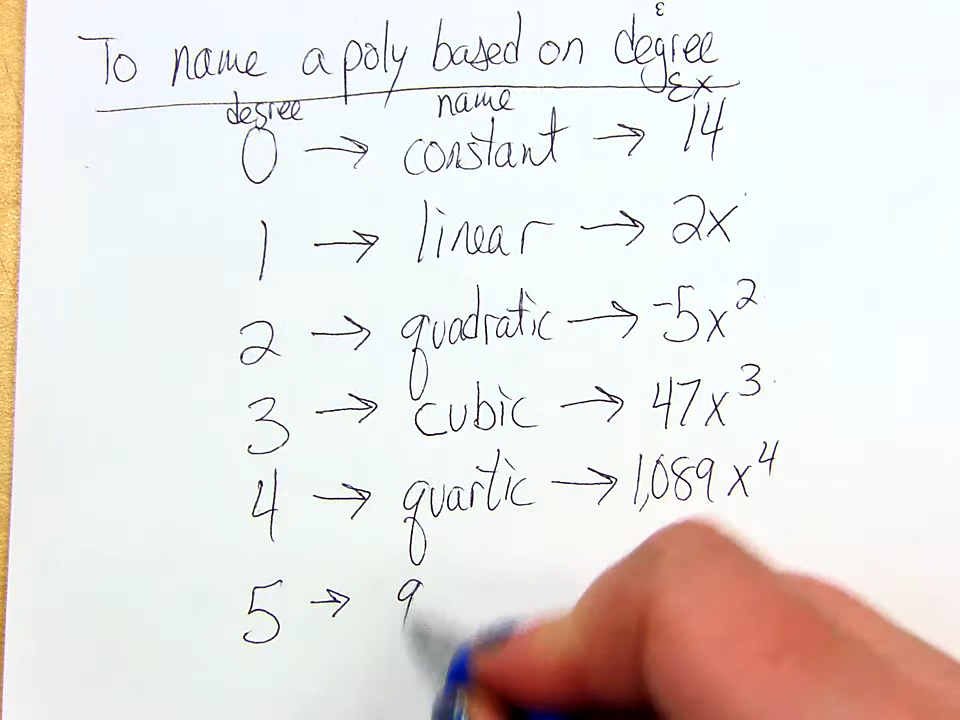 To name a poly based on degree
degree name Ex
0 → constant → 14
1 → linear → 2x
2 → quadratic → -5x²
3 → cubic → 47x³
4 → quartic → 1,089x⁴
5 → q